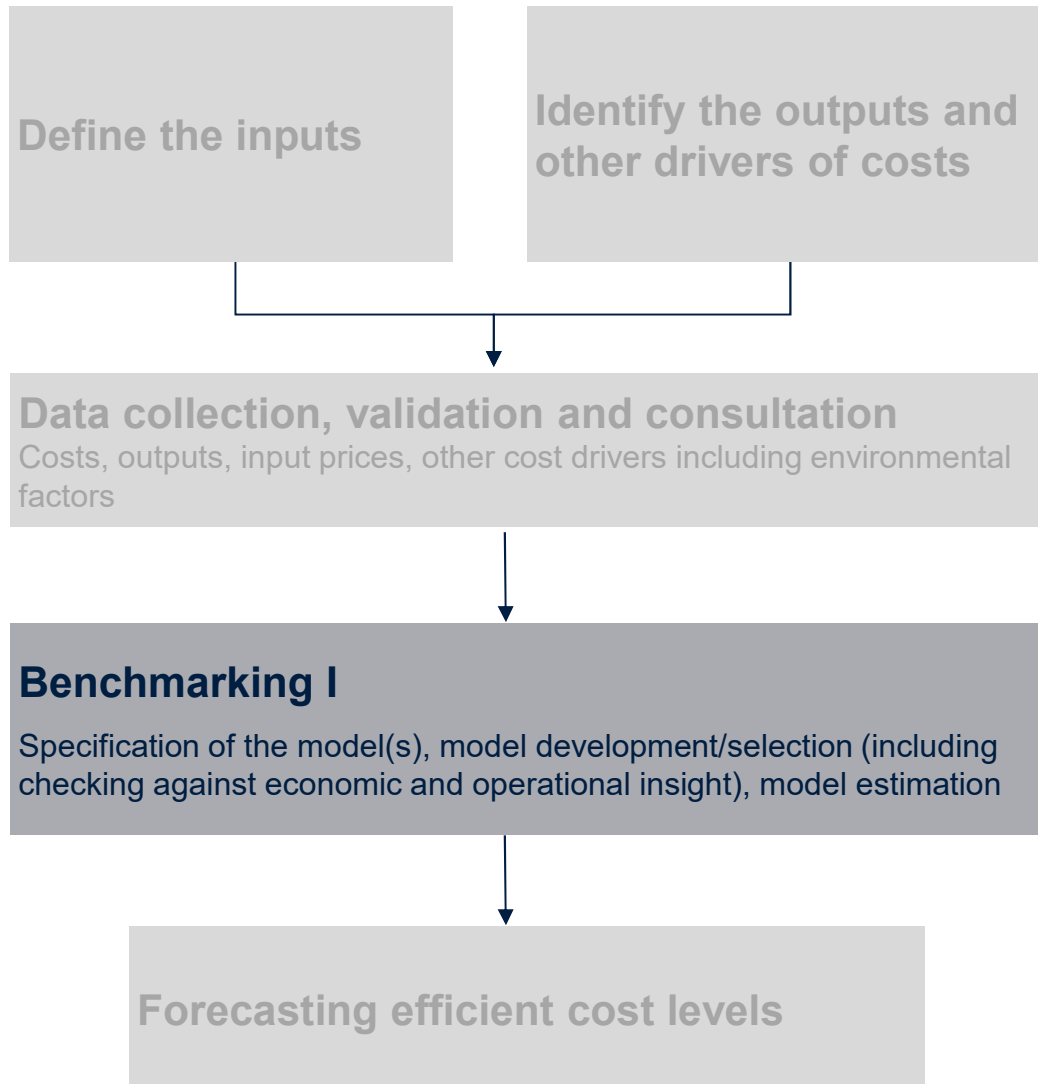 Define the inputs
Identify the outputs and
other drivers of costs
Data collection, validation and consultation
Costs, outputs, input prices, other cost drivers including environmental
factors
Benchmarking I
Specification of the model(s), model development/selection (including
checking against economic and operational insight), model estimation
Forecasting efficient cost levels